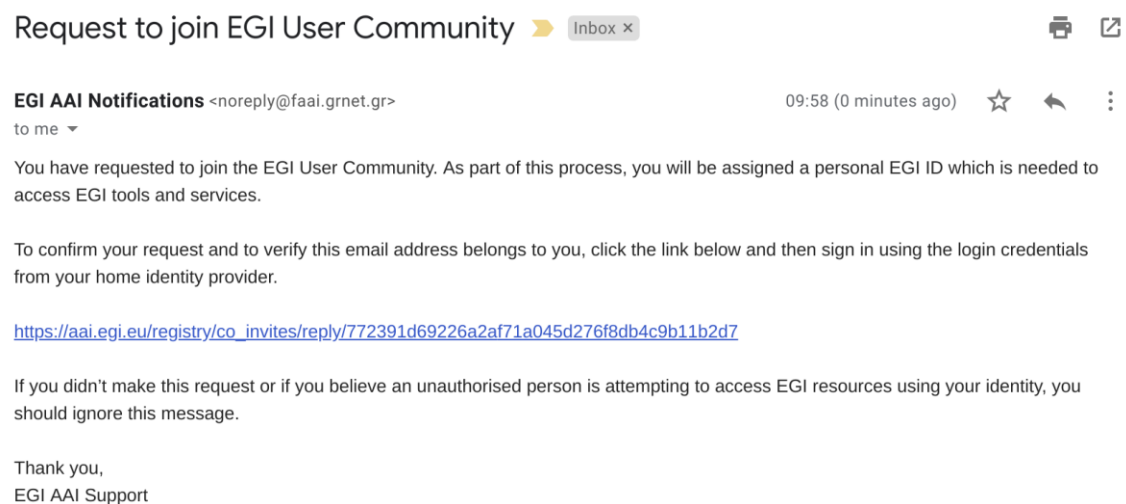 Request to join EGI User Community Inbox ×
EGI AAI Notifications <noreply@faai.grnet.gr> 09:58 (0 minutes ago)
to me
You have requested to join the EGI User Community. As part of this process, you will be assigned a personal EGI ID which is needed to
access EGI tools and services.
To confirm your request and to verify this email address belongs to you, click the link below and then sign in using the login credentials
from your home identity provider.
https://aai.egi.eu/registry/co_invites/reply/772391d69226a2af71a045d276f8db4c9b11b2d7
If you didn’t make this request or if you believe an unauthorised person is attempting to access EGI resources using your identity, you
should ignore this message.
Thank you,
EGI AAI Support